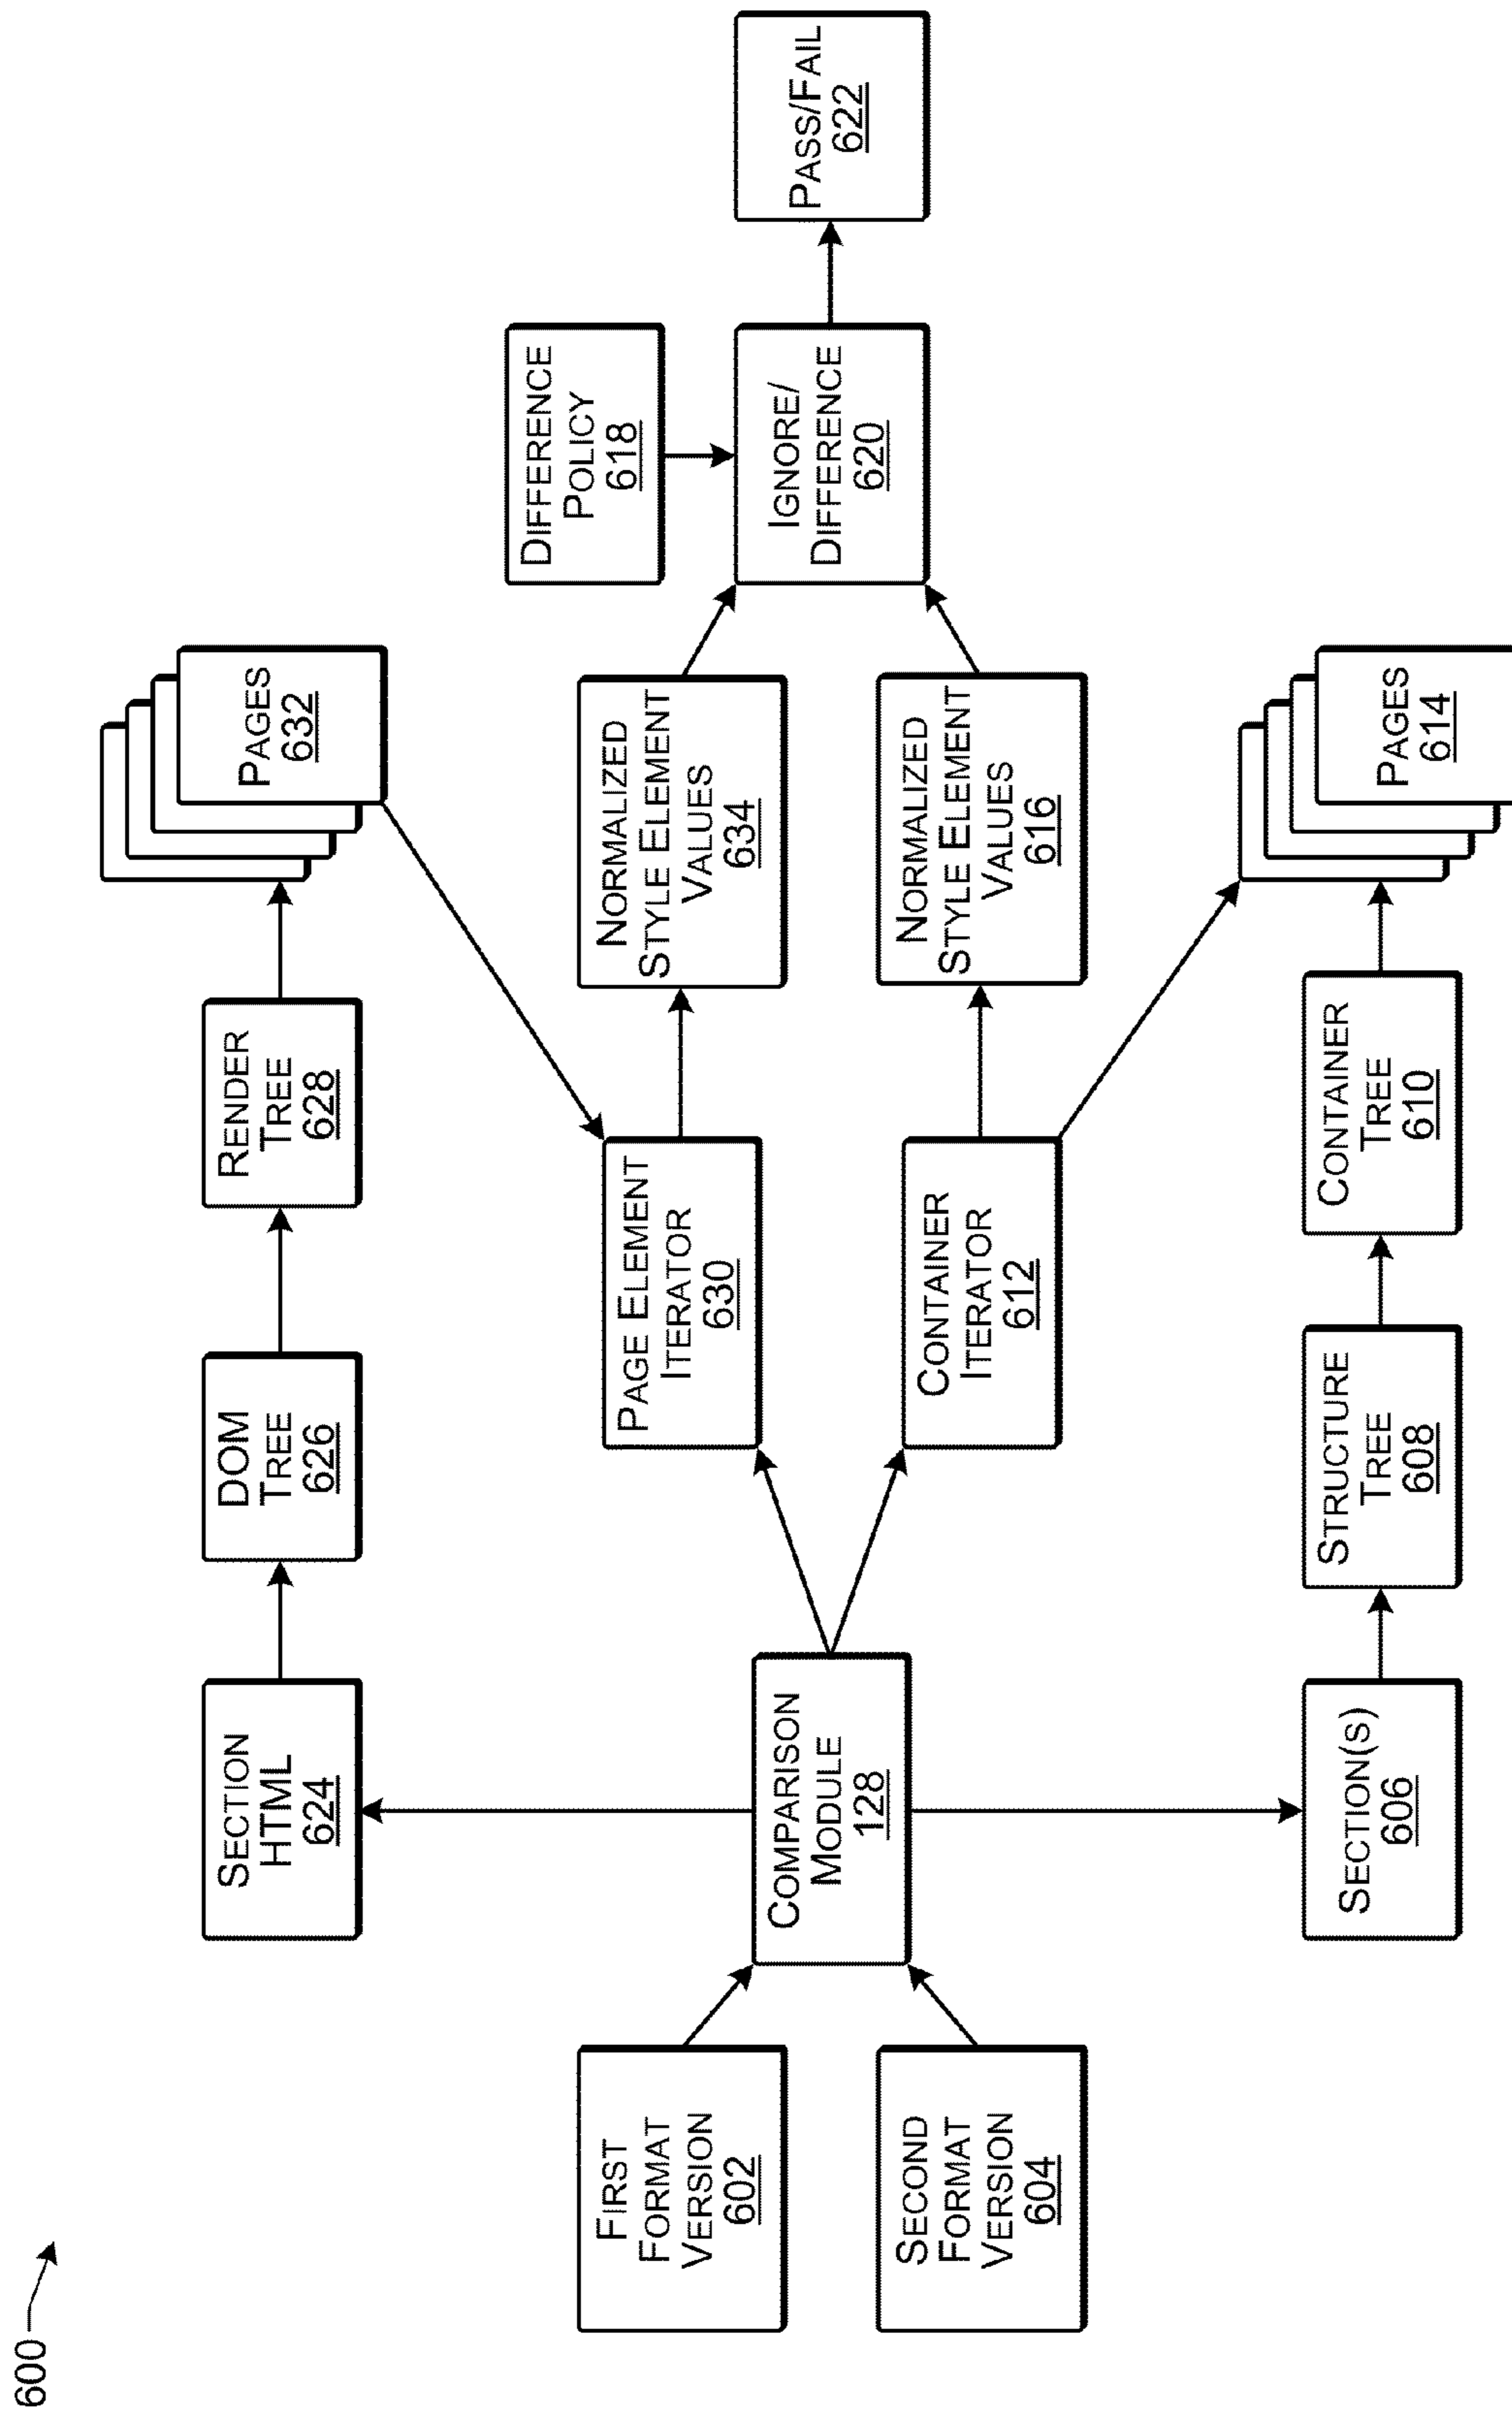 600
SECTION
HTML
624
DOM
TREE
626
RENDER
TREE
628
PAGES
632
FIRST
FORMAT
VERSION
602
SECOND
FORMAT
VERSION
604
COMPARISON
MODULE
128
PAGE ELEMENT
ITERATOR
630
CONTAINER
ITERATOR
612
NORMALIZED
STYLE ELEMENT
VALUES
634
NORMALIZED
STYLE ELEMENT
VALUES
616
DIFFERENCE
POLICY
618
IGNORE/
DIFFERENCE
620
PASS/FAIL
622
SECTION(S)
606
STRUCTURE
TREE
608
CONTAINER
TREE
610
PAGES
614